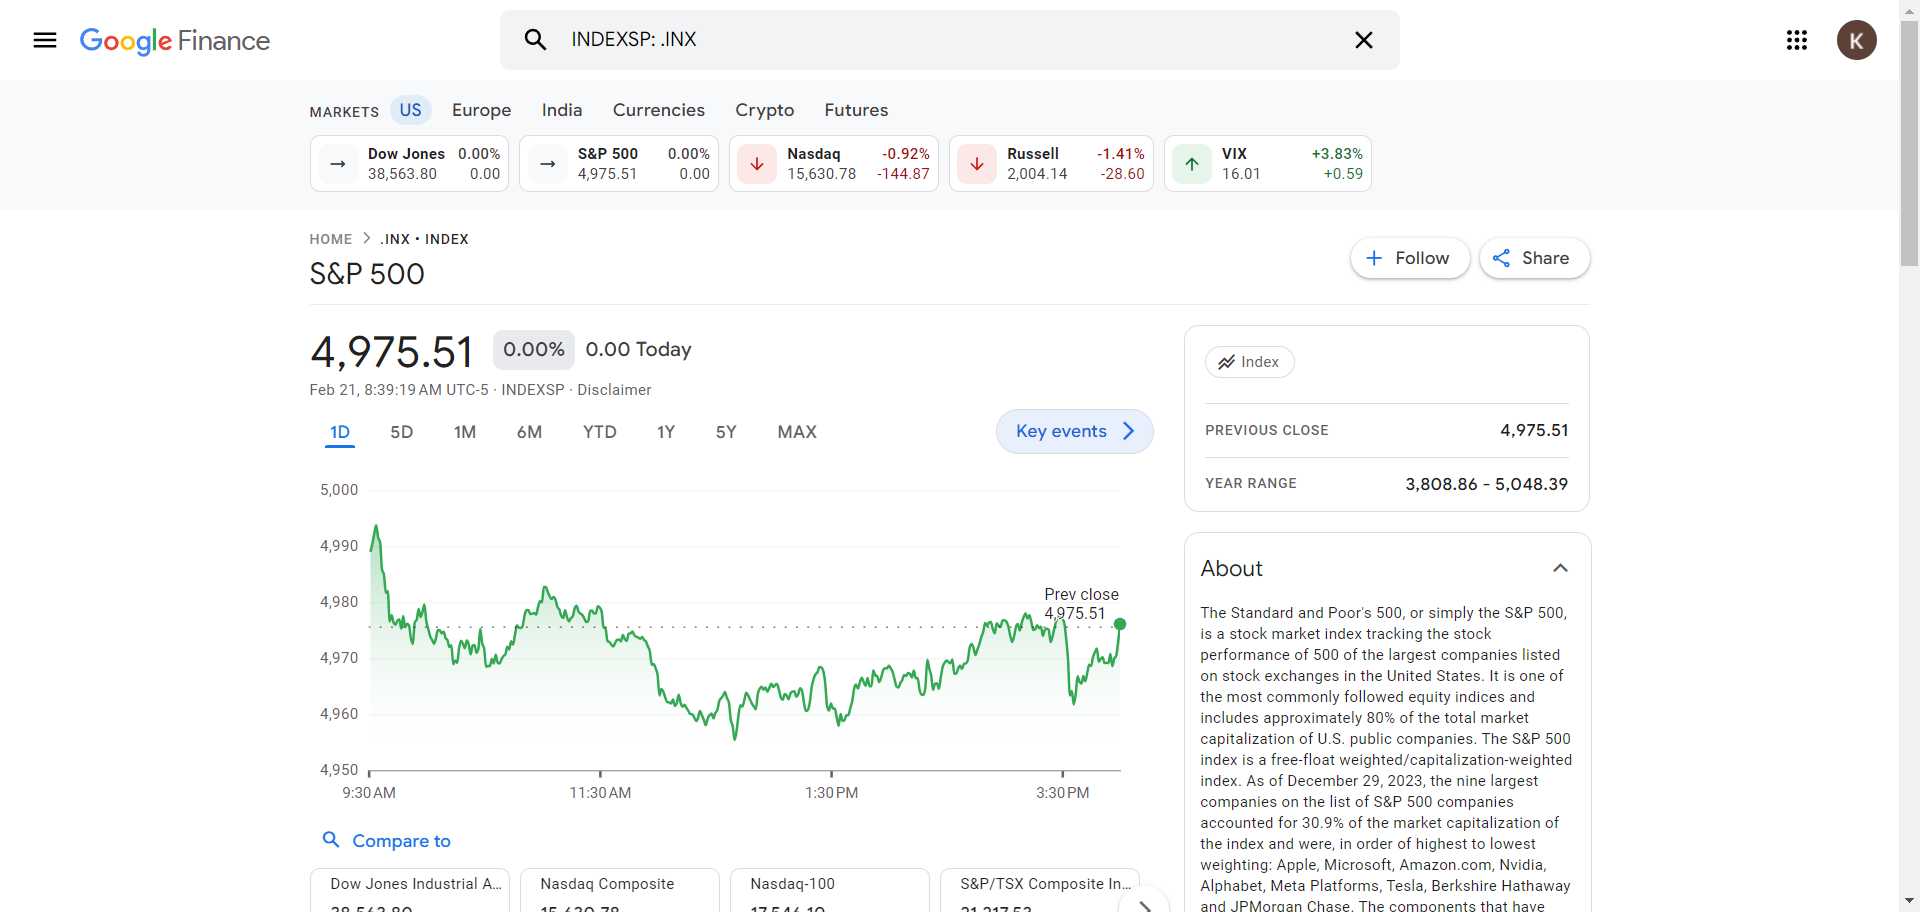 Google Finance
INDEXSP: .INX
K
MARKETS US Europe India Currencies Crypto Futures
Dow Jones 0.00%
38,563.80 0.00
S&P 500 0.00%
4,975.51 0.00
Nasdaq -0.92%
15,630.78 -144.87
Russell -1.41%
2,004.14 -28.60
VIX +3.83%
16.01 +0.59
HOME .INX • INDEX
S&P 500
Follow
Share
4,975.51 0.00% 0.00 Today
Feb 21, 8:39:19 AM UTC-5 · INDEXSP · Disclaimer
1D 5D 1M 6M YTD 1Y 5Y MAX
Key events
5,000
4,990
4,980
4,970
4,960
4,950
Prev close
4,975.51
9:30 AM 11:30 AM 1:30 PM 3:30 PM
Compare to
Dow Jones Industrial A...
38,563.80
Nasdaq Composite
15,630.78
Nasdaq-100
17,546.10
S&P/TSX Composite In...
21,217.53
Index
PREVIOUS CLOSE 4,975.51
YEAR RANGE 3,808.86 - 5,048.39
About
The Standard and Poor's 500, or simply the S&P 500,
is a stock market index tracking the stock
performance of 500 of the largest companies listed
on stock exchanges in the United States. It is one of
the most commonly followed equity indices and
includes approximately 80% of the total market
capitalization of U.S. public companies. The S&P 500
index is a free-float weighted/capitalization-weighted
index. As of December 29, 2023, the nine largest
companies on the list of S&P 500 companies
accounted for 30.9% of the market capitalization of
the index and were, in order of highest to lowest
weighting: Apple, Microsoft, Amazon.com, Nvidia,
Alphabet, Meta Platforms, Tesla, Berkshire Hathaway
and JPMorgan Chase. The components that have